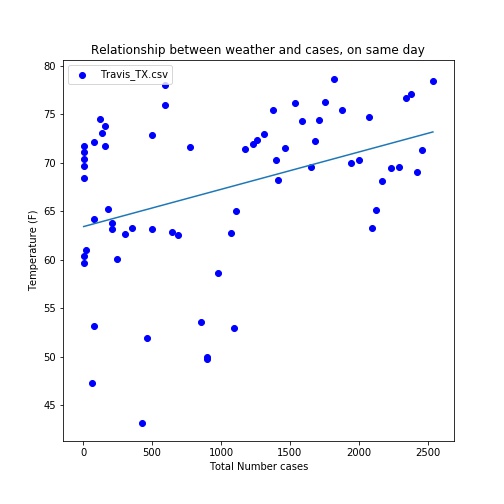 Relationship between weather and cases, on same day
Travis_TX.csv
80
75
70
65
60
55
50
45
Temperature (F)
0 500 1000 1500 2000 2500
Total Number cases